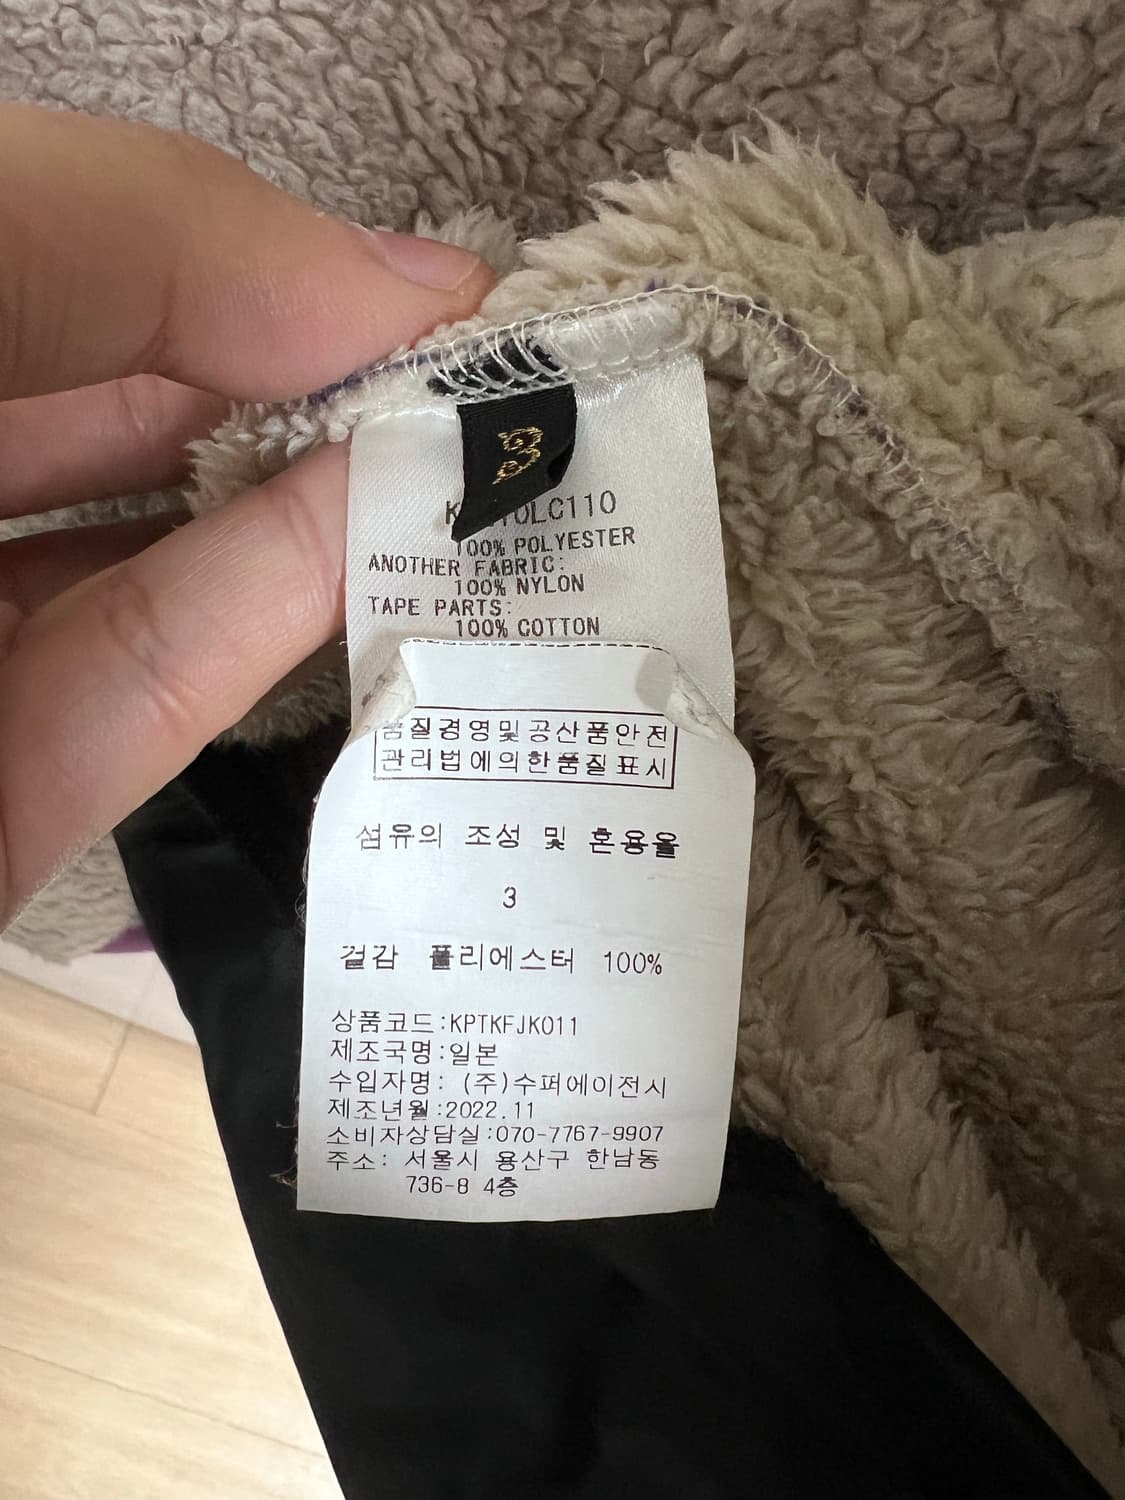 3
100% POLYESTER
ANOTHER FABRIC:
100% NYLON
TAPE PARTS:
100% COTTON
품질경영및공산품안전
관리법에의한품질표시
섬유의 조성 및 혼용율
3
겉감 폴리에스터 100%
상품코드:KPTKFJK011
제조국명:일본
수입자명: (주)수퍼에이전시
제조년월:2022.11
소비자상담실:070-7767-9907
주소: 서울시 용산구 한남동
736-8 4층